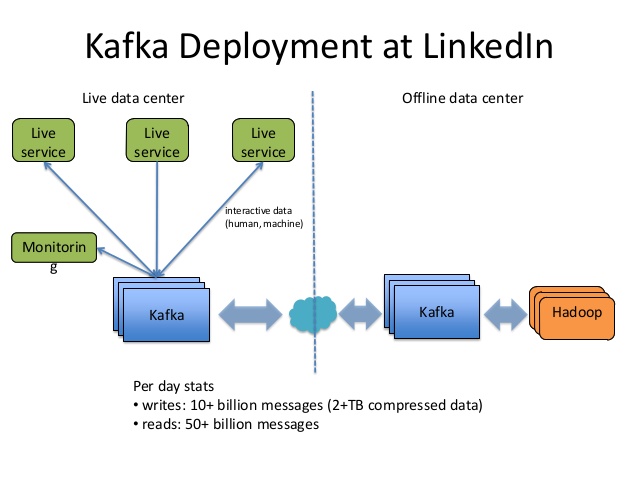 Kafka Deployment at LinkedIn
Live data center
Offline data center
Live
service
Live
service
Live
service
interactive data
(human, machine)
Monitorin
g
Kafka
Kafka
Hadoop
Per day stats
• writes: 10+ billion messages (2+TB compressed data)
• reads: 50+ billion messages